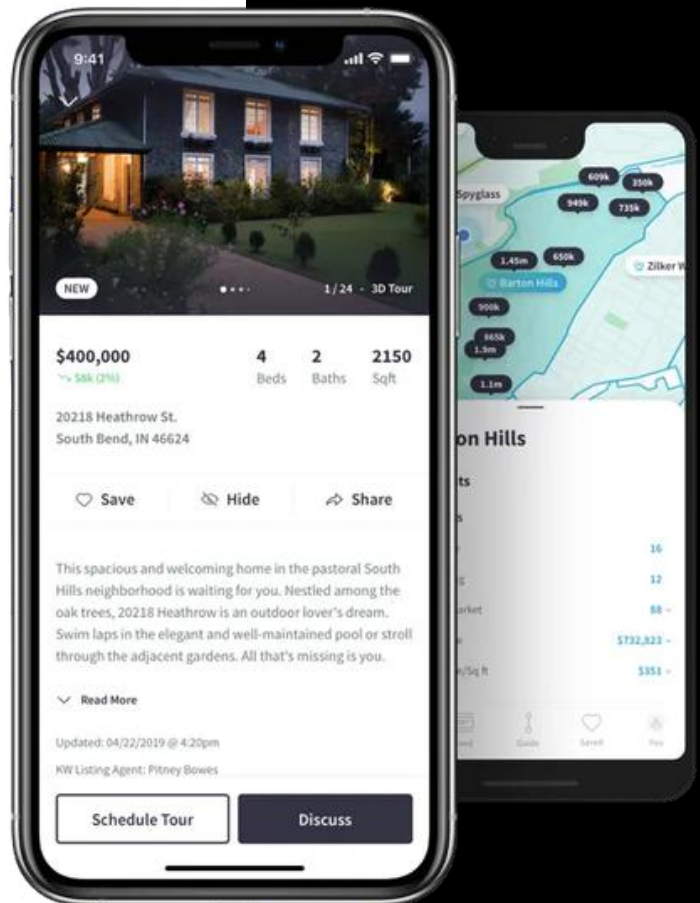 9:41
NEW
1 / 24 · 3D Tour
$400,000
4
2
2150
$8k (2%)
Beds
Baths
Sqft
20218 Heathrow St.
South Bend, IN 46624
Save
Hide
Share
This spacious and welcoming home in the pastoral South
Hills neighborhood is waiting for you. Nestled among the
oak trees, 20218 Heathrow is an outdoor lover's dream.
Swim laps in the elegant and well-maintained pool or stroll
through the adjacent gardens. All that's missing is you.
Read More
Updated: 04/22/2019 @ 4:20pm
KW Listing Agent: Pitney Bowes
Schedule Tour
Discuss
Spyglass
609k
350k
949k
735k
1.45m
650k
Barton Hills
Zilker W
900k
865k
1.5m
1.1m
on Hills
ts
s
16
12
arket
88
$732,823
/Sq ft
$351
Guide
Saved
You